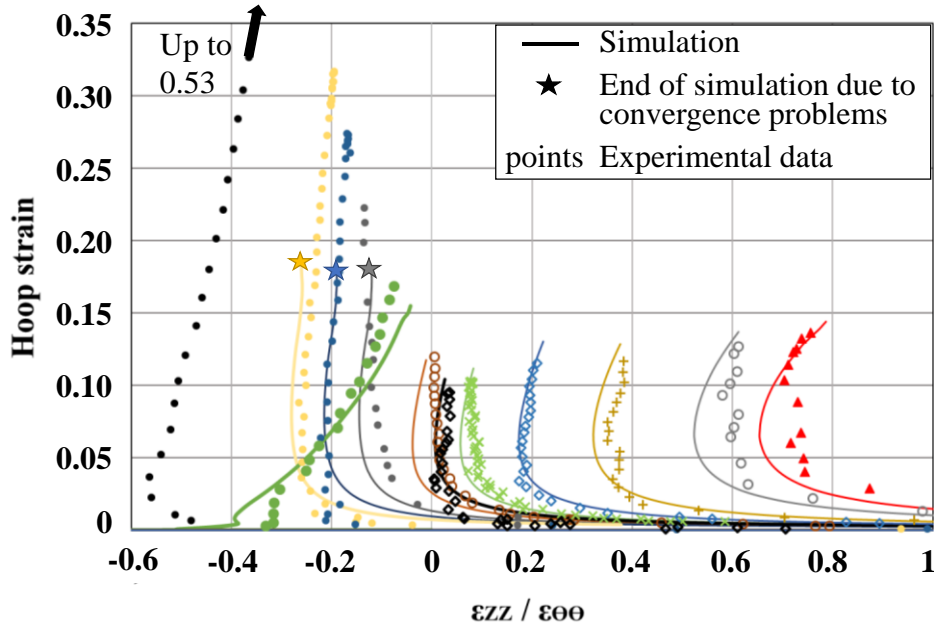 0.35
0.30
0.25
0.20
0.15
0.10
0.05
0
Hoop strain
Up to
0.53
Simulation
End of simulation due to
convergence problems
points Experimental data
-0.6 -0.4 -0.2 0 0.2 0.4 0.6 0.8 1
εzz / εθθ